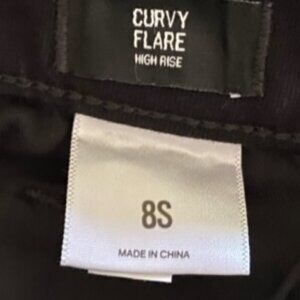 CURVY
FLARE
HIGH RISE
8S
MADE IN CHINA